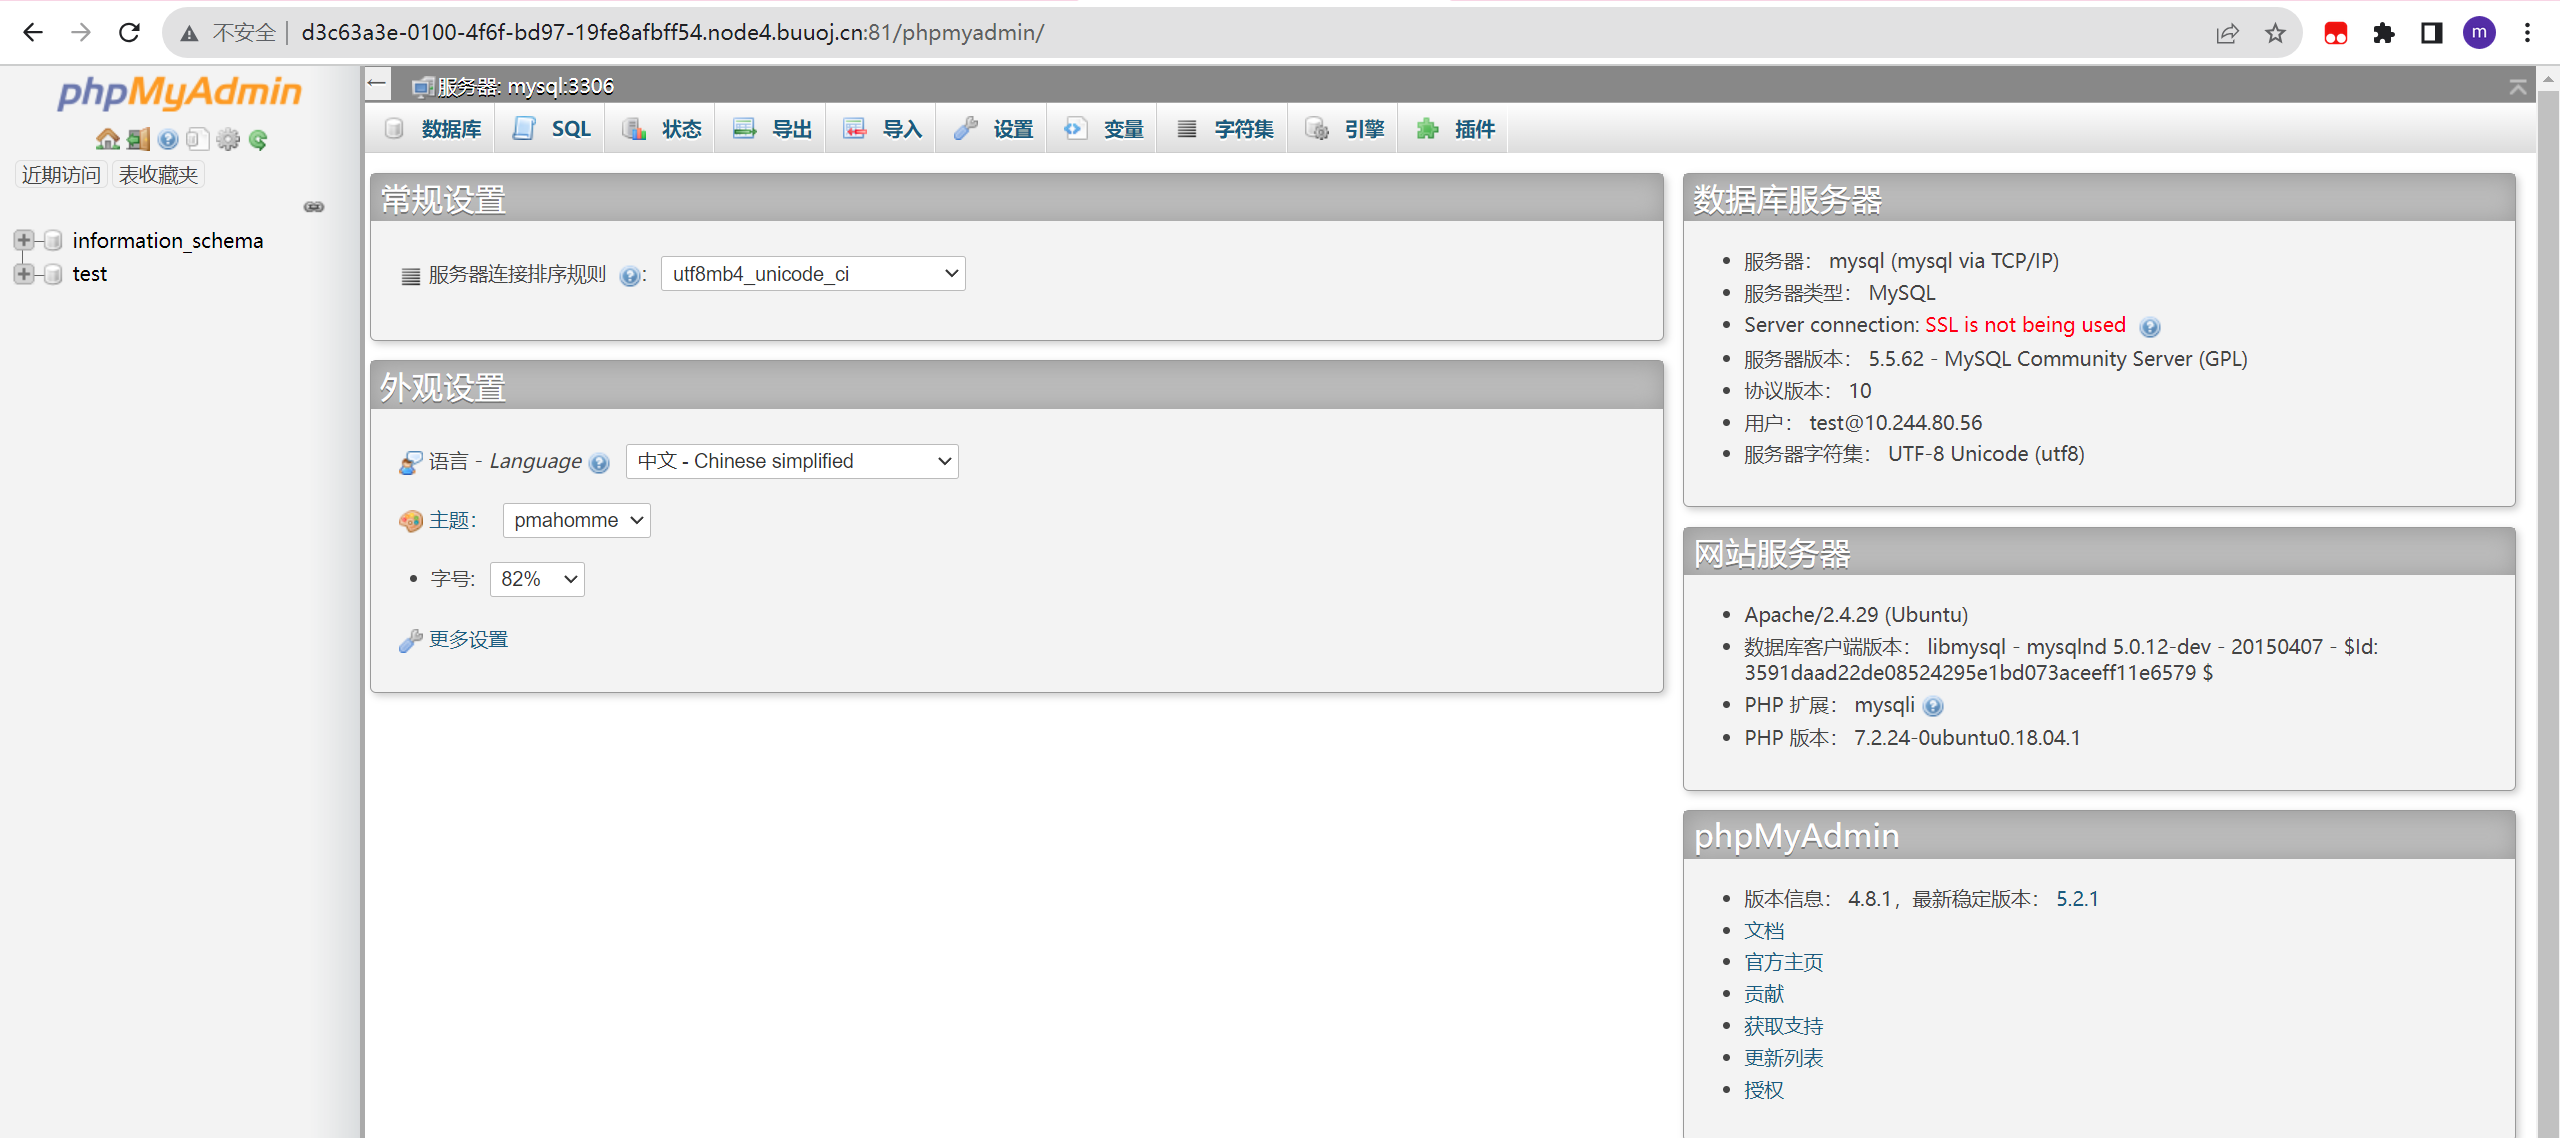 不安全 | d3c63a3e-0100-4f6f-bd97-19fe8afbff54.node4.buuoj.cn:81/phpmyadmin/
m
phpMyAdmin
近期访问 表收藏夹
information_schema
test
服务器: mysql:3306
数据库 SQL 状态 导出 导入 设置 变量 字符集 引擎 插件
常规设置
服务器连接排序规则 : utf8mb4_unicode_ci
外观设置
语言 - Language 中文 - Chinese simplified
主题： pmahomme
字号: 82%
更多设置
数据库服务器
服务器： mysql (mysql via TCP/IP)
服务器类型： MySQL
Server connection: SSL is not being used
服务器版本： 5.5.62 - MySQL Community Server (GPL)
协议版本： 10
用户： test@10.244.80.56
服务器字符集： UTF-8 Unicode (utf8)
网站服务器
Apache/2.4.29 (Ubuntu)
数据库客户端版本： libmysql - mysqlnd 5.0.12-dev - 20150407 - $Id:
3591daad22de08524295e1bd073aceeff11e6579 $
PHP 扩展： mysqli
PHP 版本： 7.2.24-0ubuntu0.18.04.1
phpMyAdmin
版本信息： 4.8.1，最新稳定版本： 5.2.1
文档
官方主页
贡献
获取支持
更新列表
授权